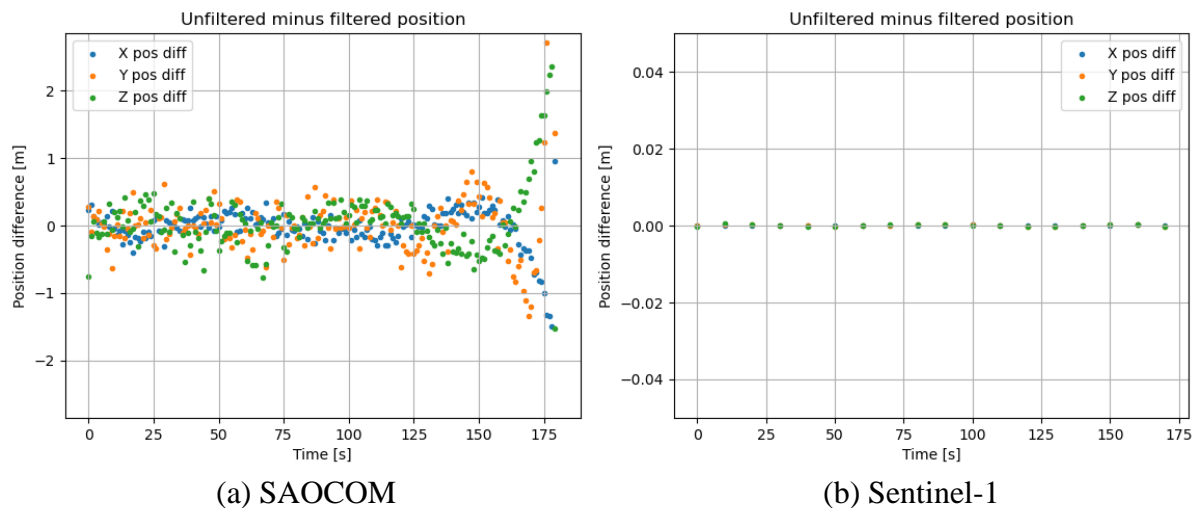 Unfiltered minus filtered position
X pos diff
Y pos diff
Z pos diff
Position difference [m]
2
1
0
−1
−2
0
25
50
75
100
125
150
175
Time [s]
(a) SAOCOM
Unfiltered minus filtered position
X pos diff
Y pos diff
Z pos diff
Position difference [m]
0.04
0.02
0.00
−0.02
−0.04
0
25
50
75
100
125
150
175
Time [s]
(b) Sentinel-1